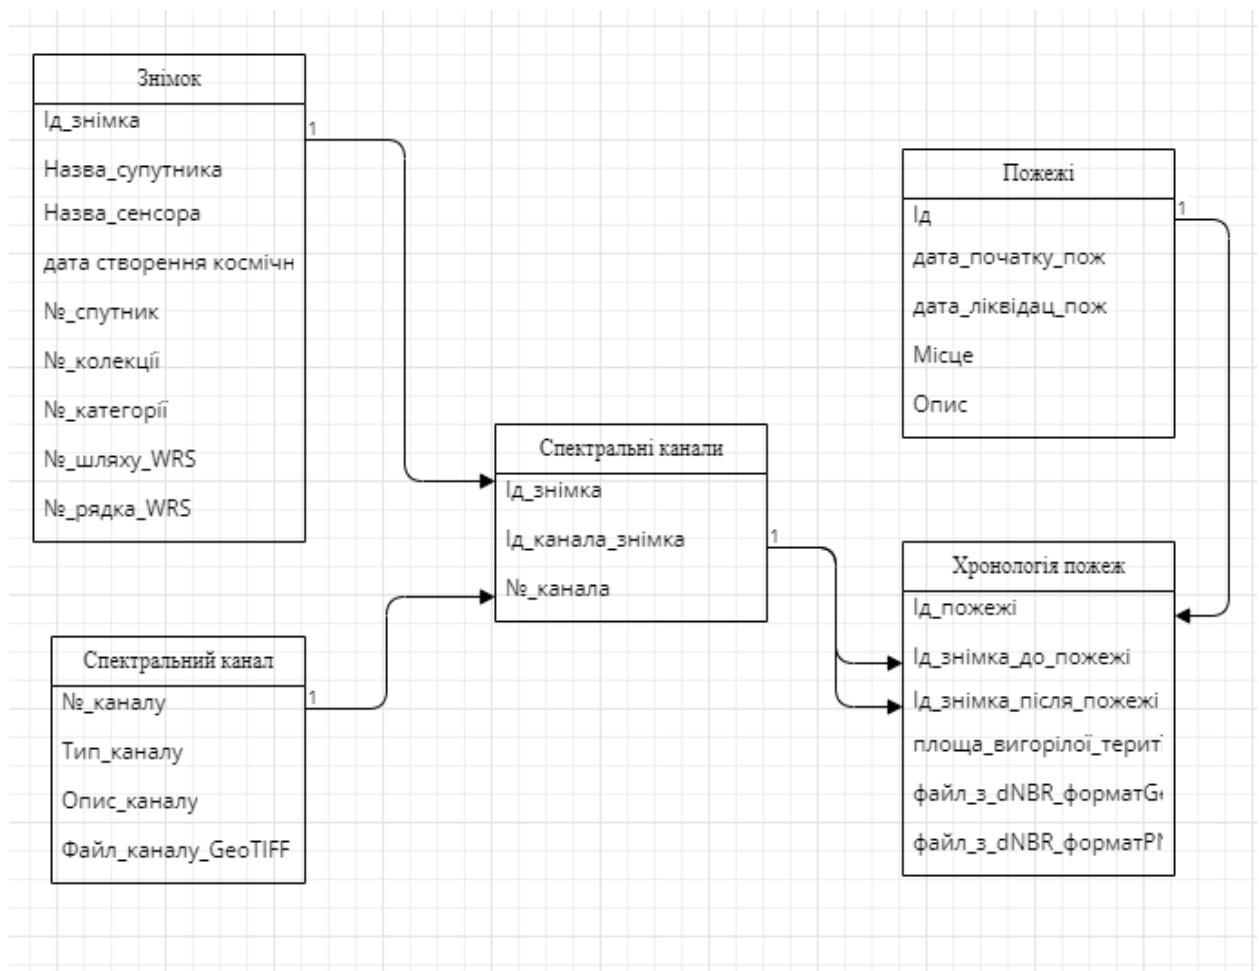 Знімок
Ід_знімка
1
Назва_супутника
Назва_сенсора
дата створення космічн
№_спутник
№_колекції
№_категорії
№_шляху_WRS
№_рядка_WRS
Спектральний канал
№_каналу
1
Тип_каналу
Опис_каналу
Файл_каналу_GeoTIFF
Спектральні канали
Ід_знімка
Ід_канала_знімка
1
№_канала
Пожежі
Ід
1
дата_початку_пож
дата_ліквідац_пож
Місце
Опис
Хронологія пожеж
Ід_пожежі
Ід_знімка_до_пожежі
Ід_знімка_після_пожежі
площа_вигорілої_терит
файл_з_dNBR_форматG
файл_з_dNBR_форматP